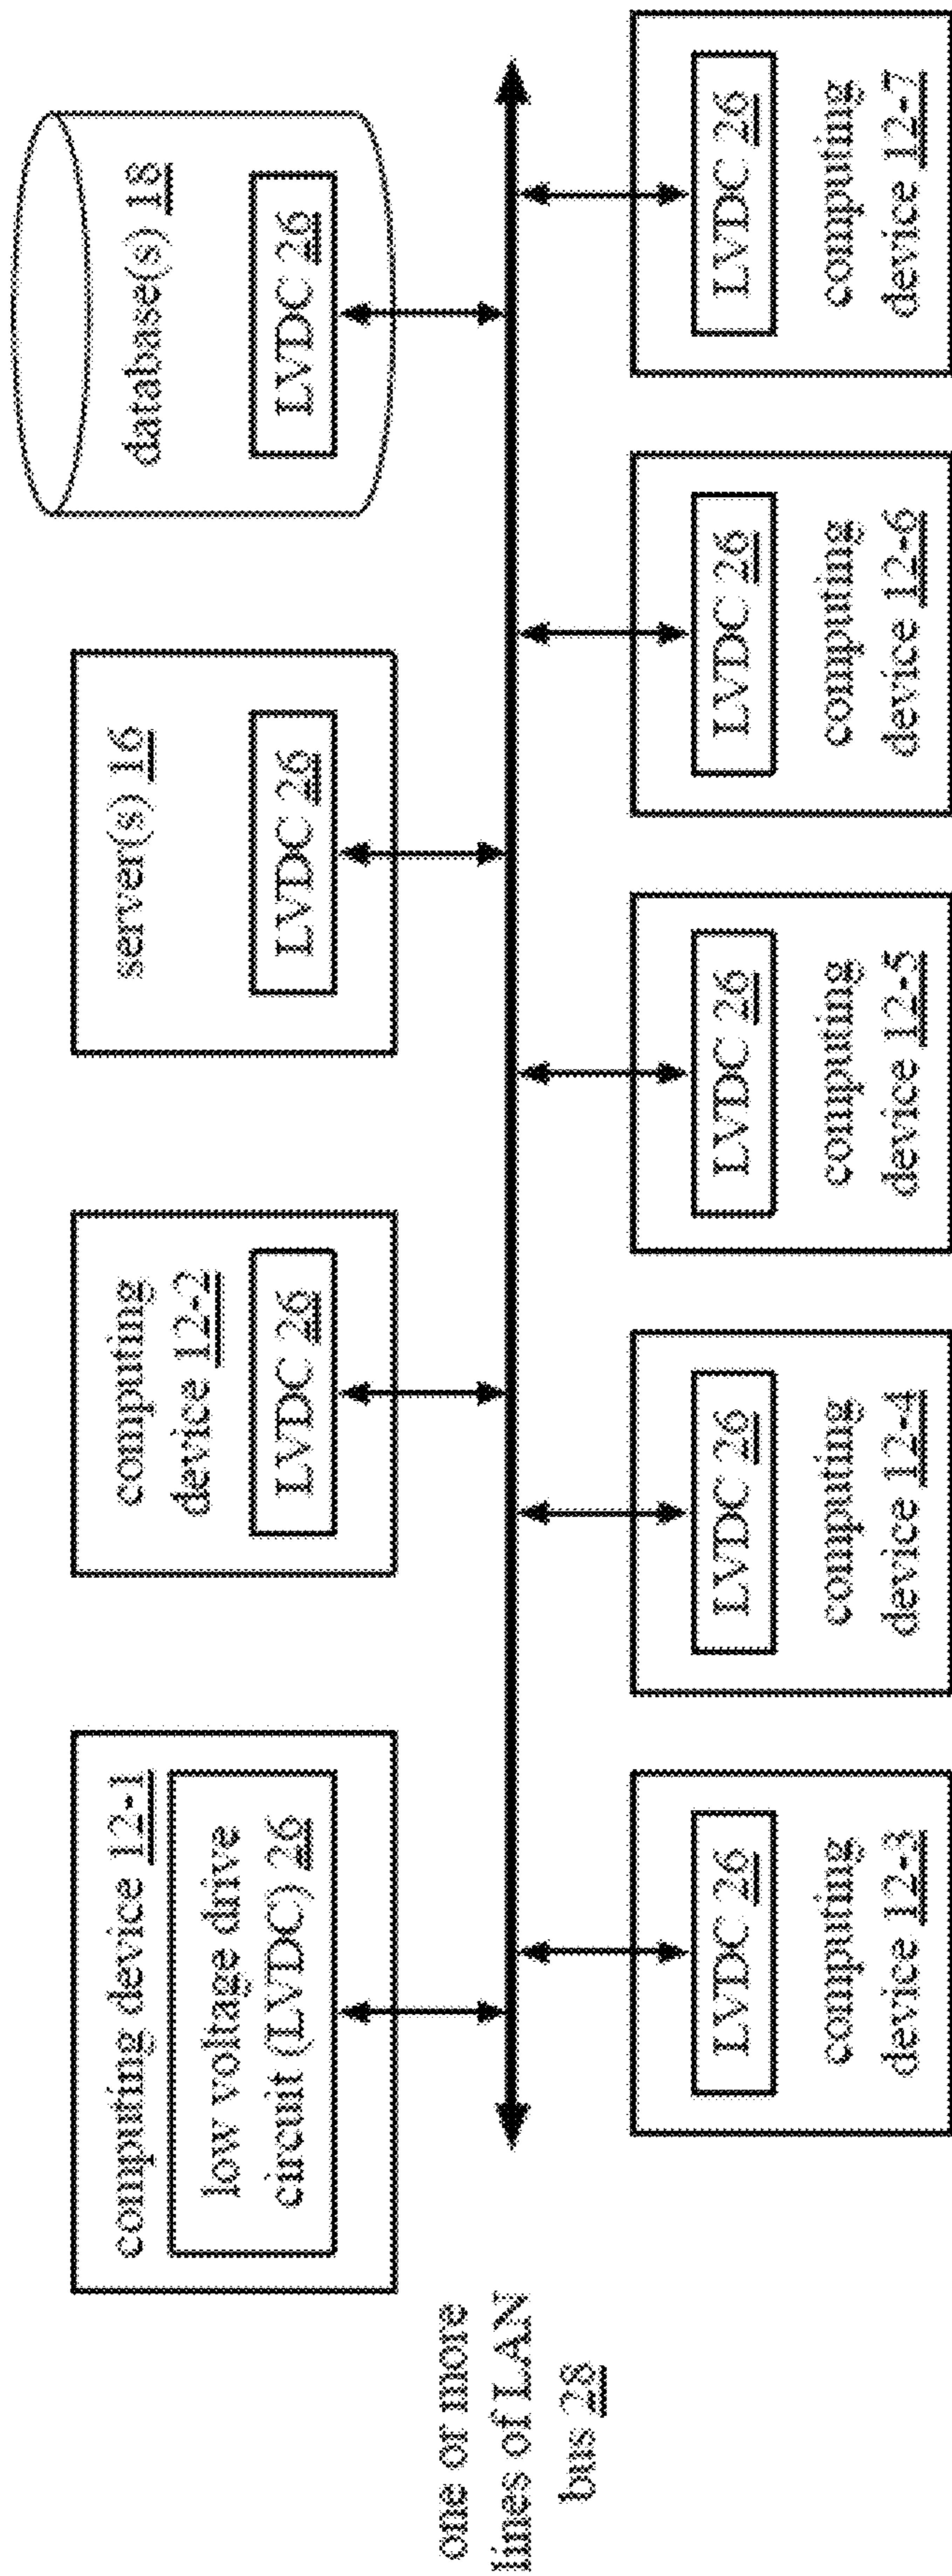 computing device 12-1
low voltage drive
circuit (LVDC) 26
computing
device 12-2
LVDC 26
server(s) 16
LVDC 26
database(s) 18
LVDC 26
one or more
lines of LAN
bus 28
LVDC 26
computing
device 12-3
LVDC 26
computing
device 12-4
LVDC 26
computing
device 12-5
LVDC 26
computing
device 12-6
LVDC 26
computing
device 12-7